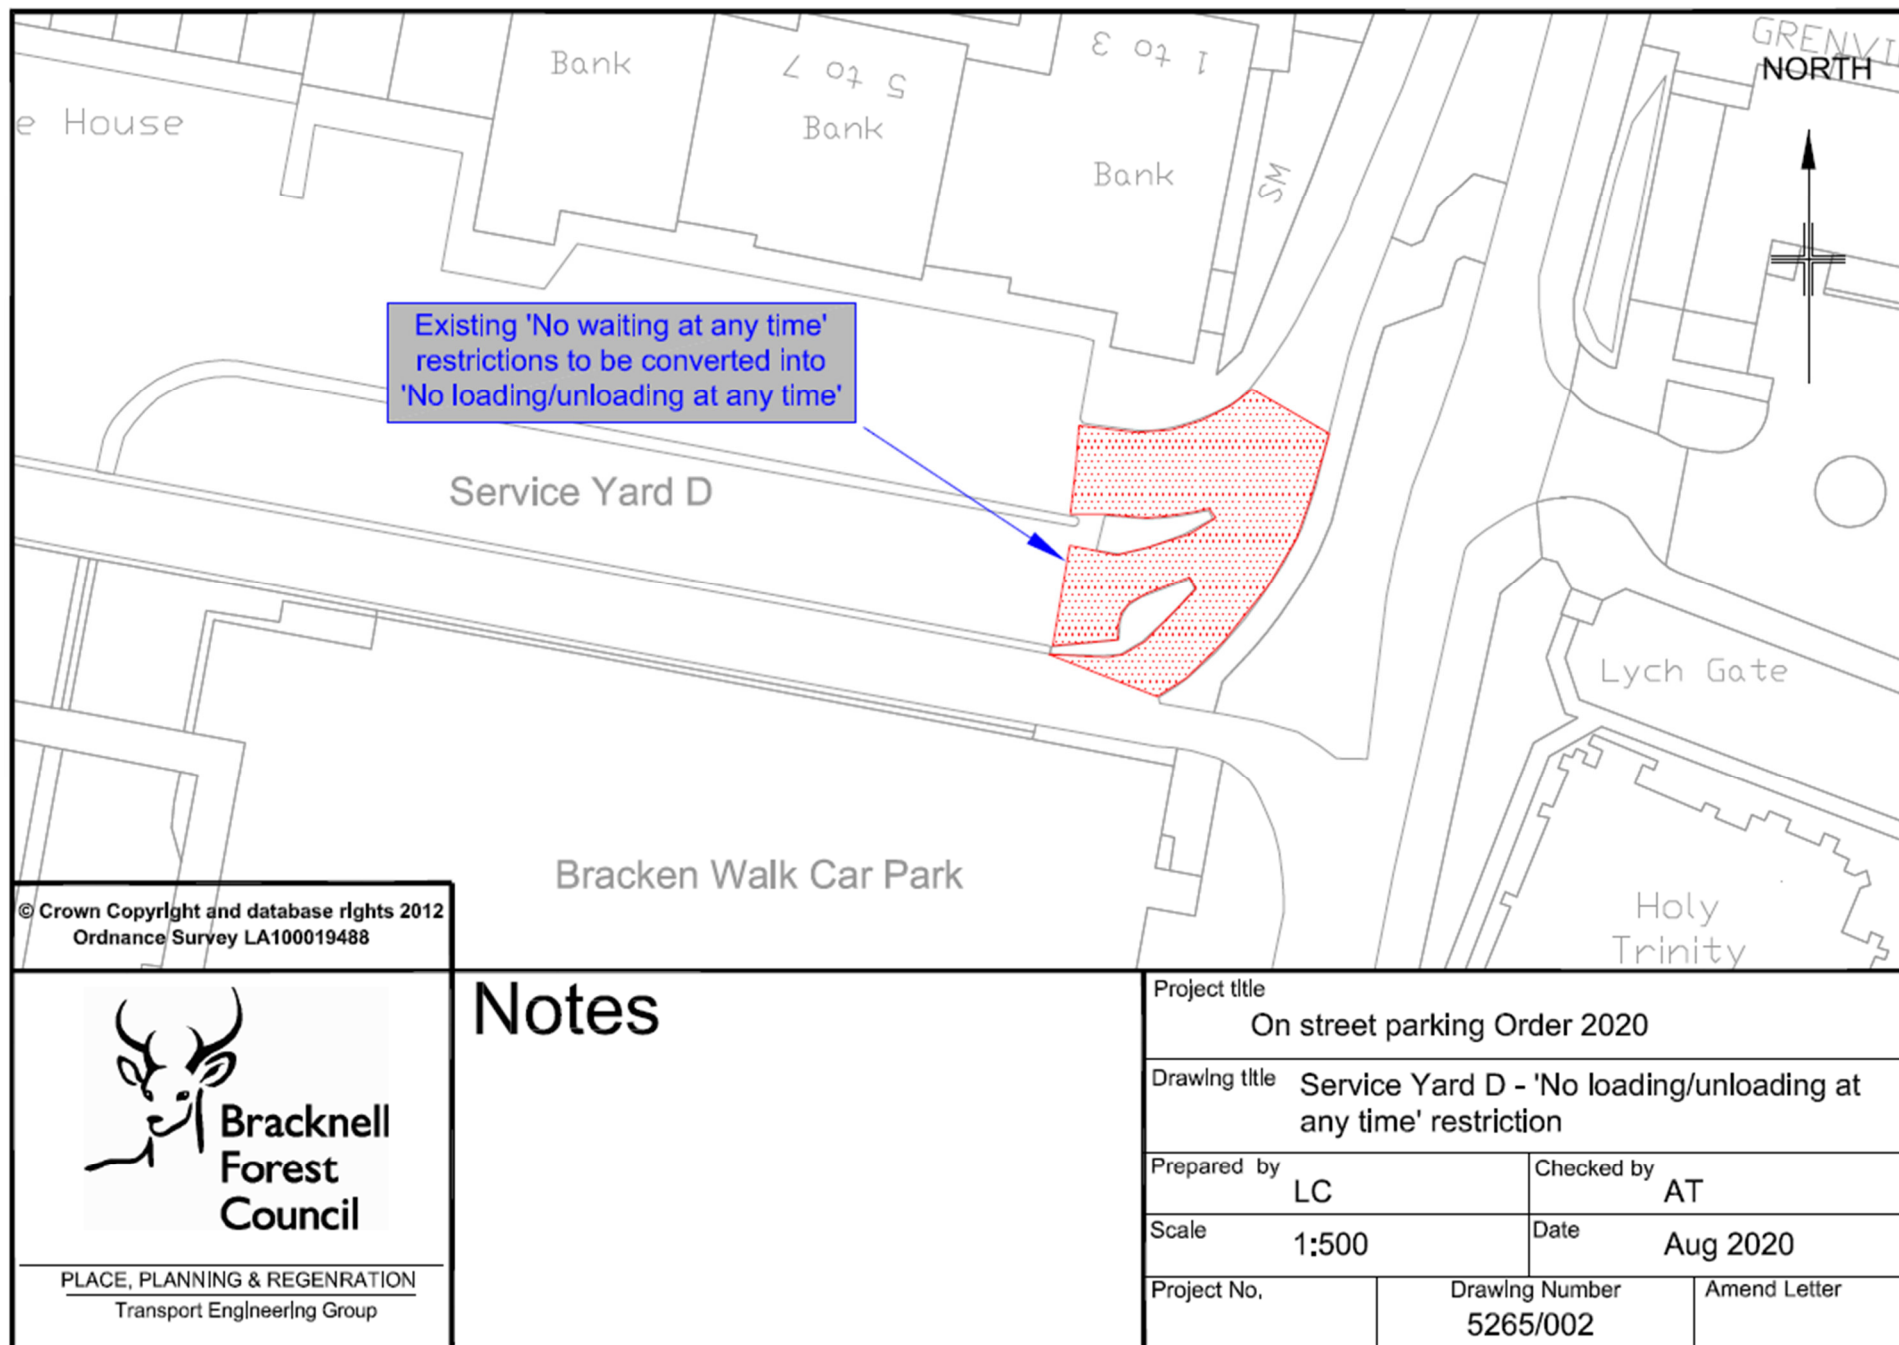 GRENVI
NORTH
Bank
5 to 7
Bank
1 to 3
Bank
SM
e House
Existing 'No waiting at any time'
restrictions to be converted into
'No loading/unloading at any time'
Service Yard D
Lych Gate
Bracken Walk Car Park
Holy
Trinity
© Crown Copyright and database rights 2012
Ordnance Survey LA100019488
Bracknell
Forest
Council
PLACE, PLANNING & REGENRATION
Transport Engineering Group
Notes
Project title
On street parking Order 2020
Drawing title
Service Yard D - 'No loading/unloading at
any time' restriction
Prepared by
LC
Checked by
AT
Scale
1:500
Date
Aug 2020
Project No.
Drawing Number
5265/002
Amend Letter